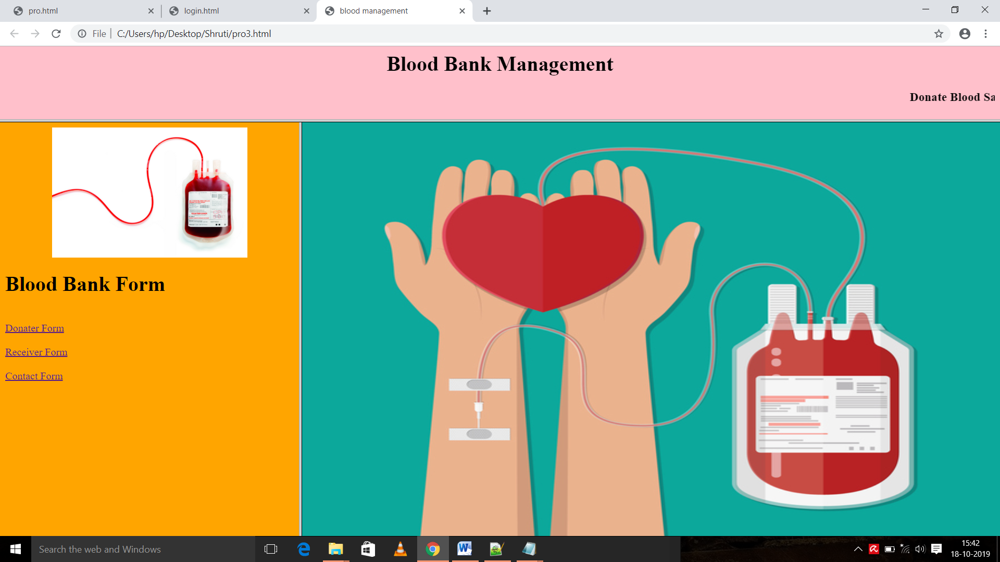 pro.html
login.html
blood management
File
C:/Users/hp/Desktop/Shruti/pro3.html
Blood Bank Management
Donate Blood Sa
Blood Bank Form
Donater Form
Receiver Form
Contact Form
Search the web and Windows
15:42
18-10-2019